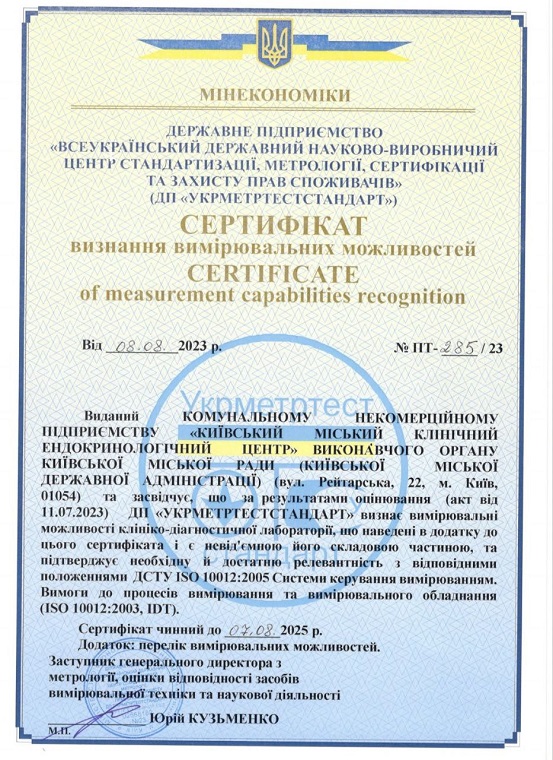 МІНЕКОНОМІКИ
ДЕРЖАВНЕ ПІДПРИЄМСТВО
«ВСЕУКРАЇНСЬКИЙ ДЕРЖАВНИЙ НАУКОВО-ВИРОБНИЧИЙ
ЦЕНТР СТАНДАРТИЗАЦІЇ, МЕТРОЛОГІЇ, СЕРТИФІКАЦІЇ
ТА ЗАХИСТУ ПРАВ СПОЖИВАЧІВ»
(ДП «УКРМЕТРТЕСТСТАНДАРТ»)
СЕРТИФІКАТ
визнання вимірювальних можливостей
CERTIFICATE
of measurement capabilities recognition
Від 08.08. 2023 р. № ПТ-285/23
Укрметртест
Виданий КОМУНАЛЬНОМУ НЕКОМЕРЦІЙНОМУ
ПІДПРИЄМСТВУ «КИЇВСЬКИЙ МІСЬКИЙ КЛІНІЧНИЙ
ЕНДОКРИНОЛОГІЧНИЙ ЦЕНТР» ВИКОНАВЧОГО ОРГАНУ
КИЇВСЬКОЇ МІСЬКОЇ РАДИ (КИЇВСЬКОЇ МІСЬКОЇ
ДЕРЖАВНОЇ АДМІНІСТРАЦІЇ) (вул. Рейтарська, 22, м. Київ,
01054) та засвідчує, що за результатами оцінювання (акт від
11.07.2023) ДП «УКРМЕТРТЕСТСТАНДАРТ» визнає вимірювальні
можливості клініко-діагностичної лабораторії, що наведені в додатку до
цього сертифіката і є невід'ємною його складовою частиною, та
підтверджує необхідну й достатню релевантність з відповідними
положеннями ДСТУ ISO 10012:2005 Системи керування вимірюванням.
Вимоги до процесів вимірювання та вимірювального обладнання
(ISO 10012:2003, IDT).
стандарт
Сертифікат чинний до 07.08. 2025 р.
Додаток: перелік вимірювальних можливостей.
Заступник генерального директора з
метрології, оцінки відповідності засобів
вимірювальної техніки та наукової діяльності
Юрій КУЗЬМЕНКО
М.П.